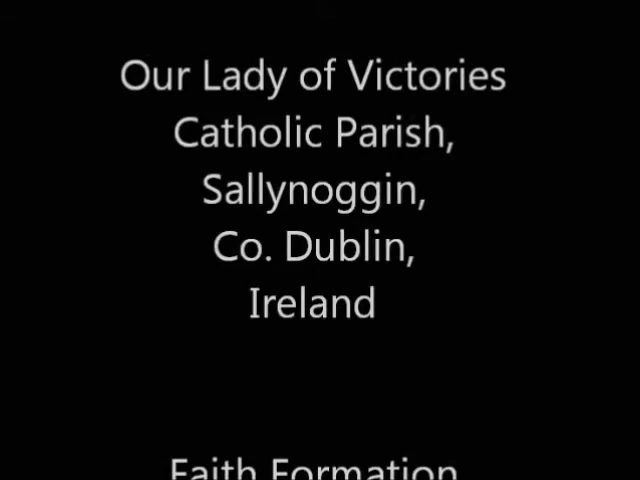 Our Lady of Victories
Catholic Parish,
Sallynoggin,
Co. Dublin,
Ireland
Faith Formation